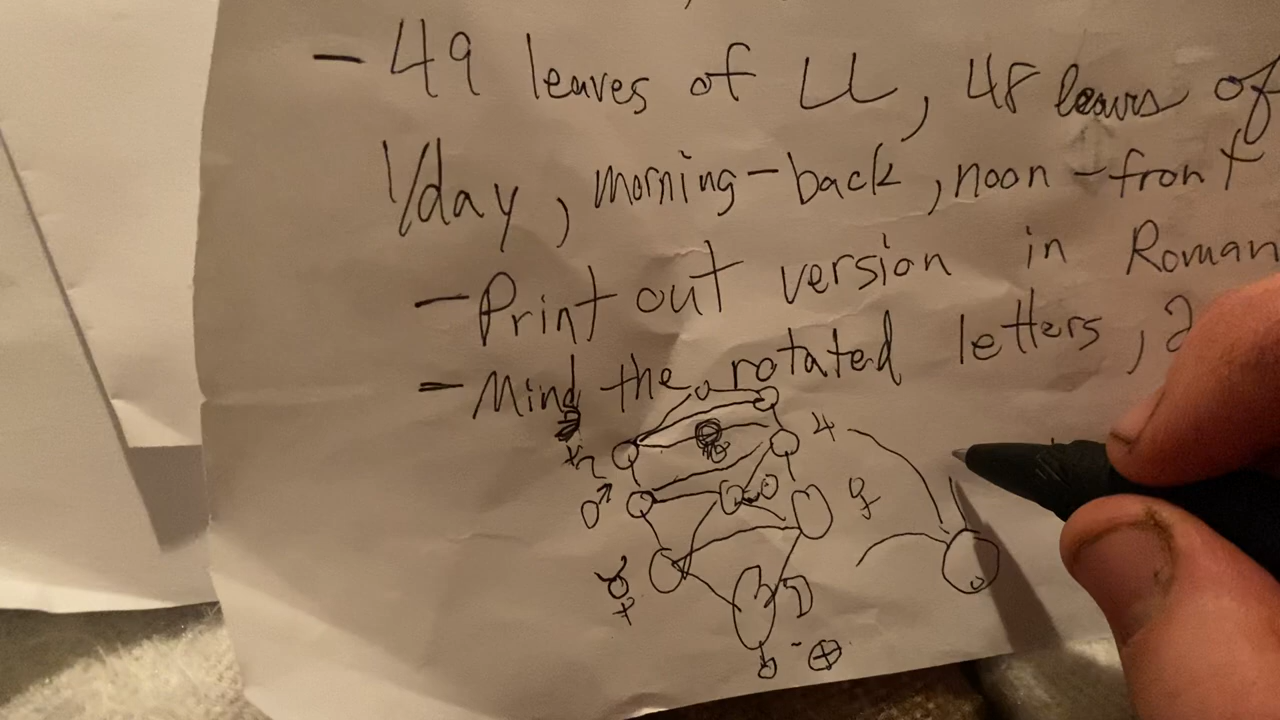 - 49 leaves of LL, 48 leaves of
1/day, morning-back, noon-front
- Print out version in Roman
- Mind the rotated letters, 2
♄
♂ ♃
♀
☿
☽
⊕